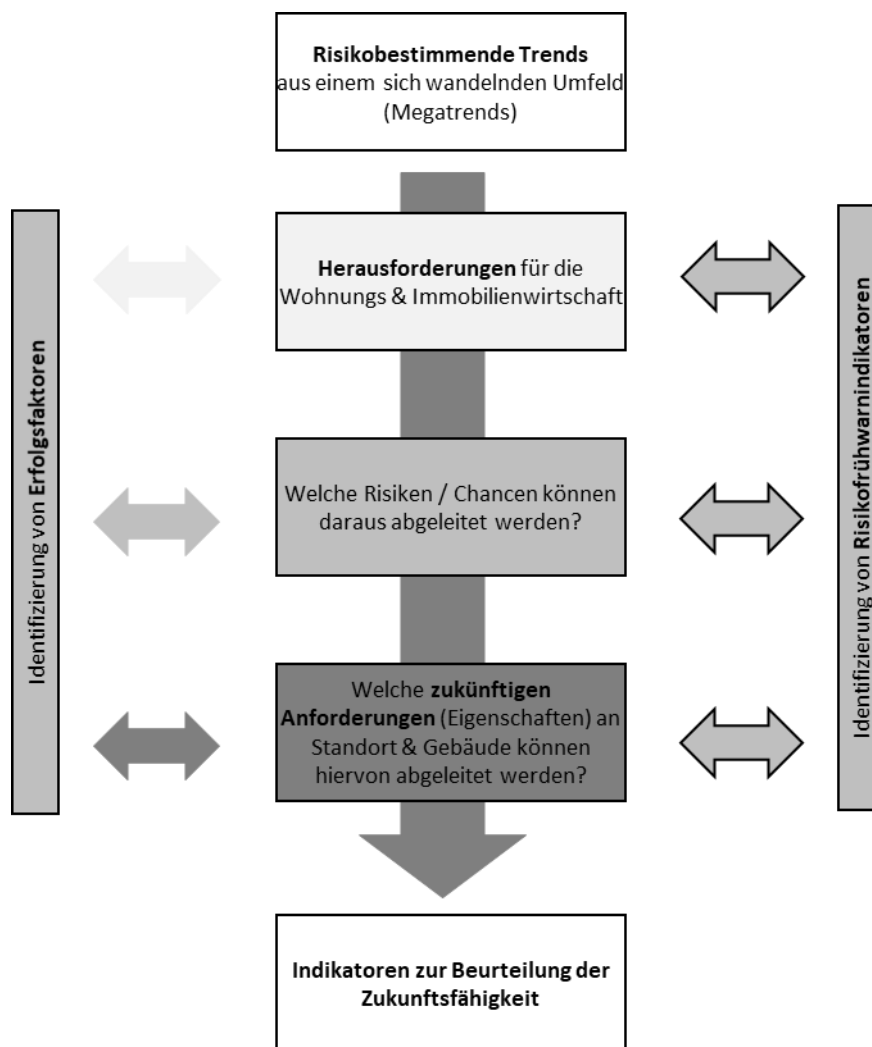 Risikobestimmende Trends
aus einem sich wandelnden Umfeld
(Megatrends)
Identifizierung von Erfolgsfaktoren
Herausforderungen für die
Wohnungs & Immobilienwirtschaft
Welche Risiken / Chancen können
daraus abgeleitet werden?
Welche zukünftigen
Anforderungen (Eigenschaften) an
Standort & Gebäude können
hiervon abgeleitet werden?
Identifizierung von Risikofrühwarnindikatoren
Indikatoren zur Beurteilung der
Zukunftsfähigkeit